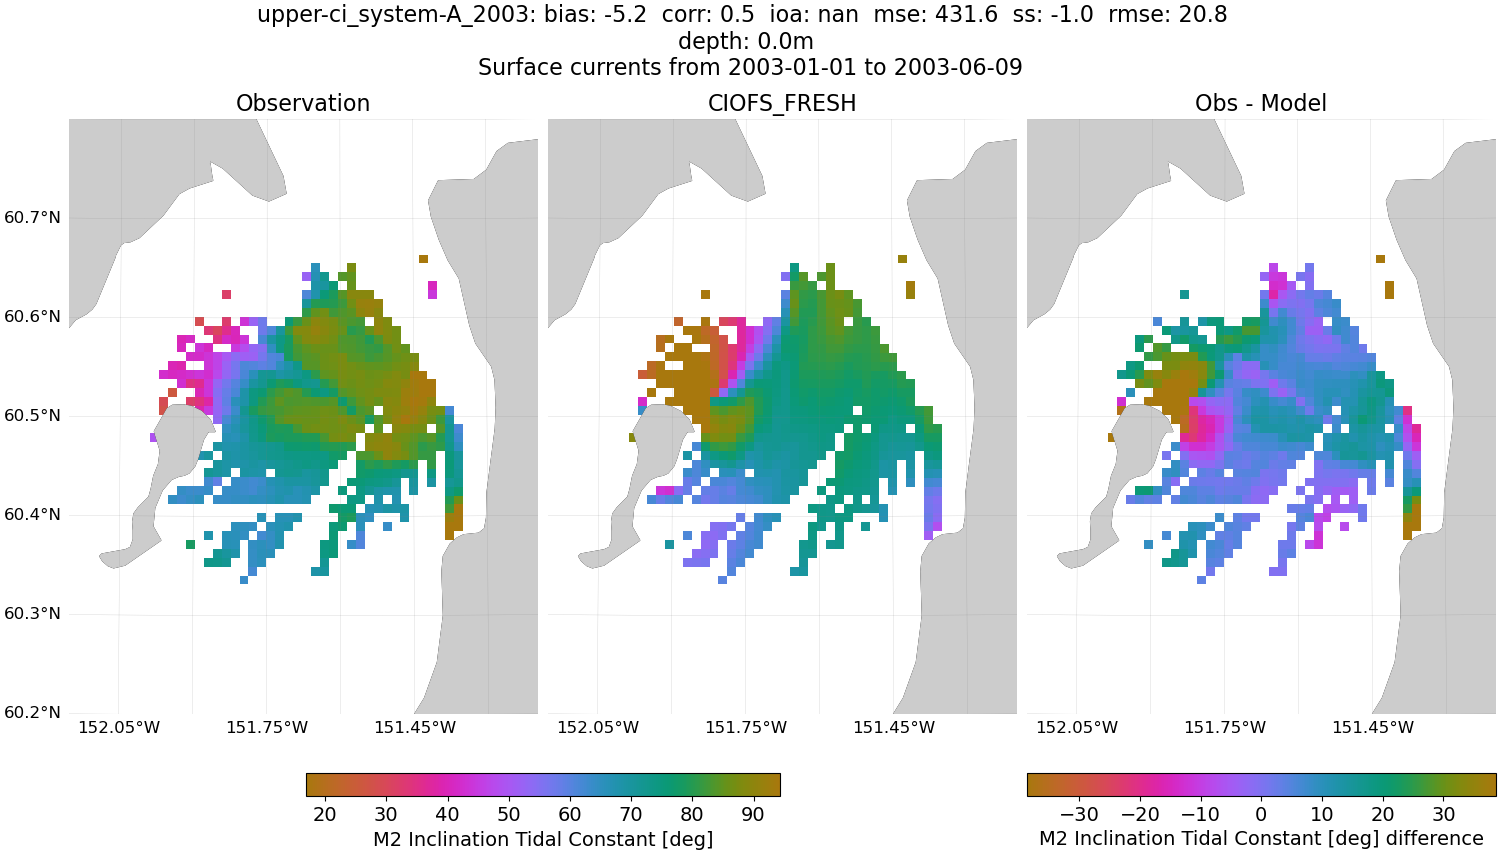 upper-ci_system-A_2003: bias: -5.2  corr: 0.5  ioa: nan  mse: 431.6  ss: -1.0  rmse: 20.8
depth: 0.0m
Surface currents from 2003-01-01 to 2003-06-09
Observation
CIOFS_FRESH
Obs - Model
60.7°N
60.6°N
60.5°N
60.4°N
60.3°N
60.2°N
152.05°W 151.75°W 151.45°W
152.05°W 151.75°W 151.45°W
152.05°W 151.75°W 151.45°W
20 30 40 50 60 70 80 90
M2 Inclination Tidal Constant [deg]
−30 −20 −10 0 10 20 30
M2 Inclination Tidal Constant [deg] difference